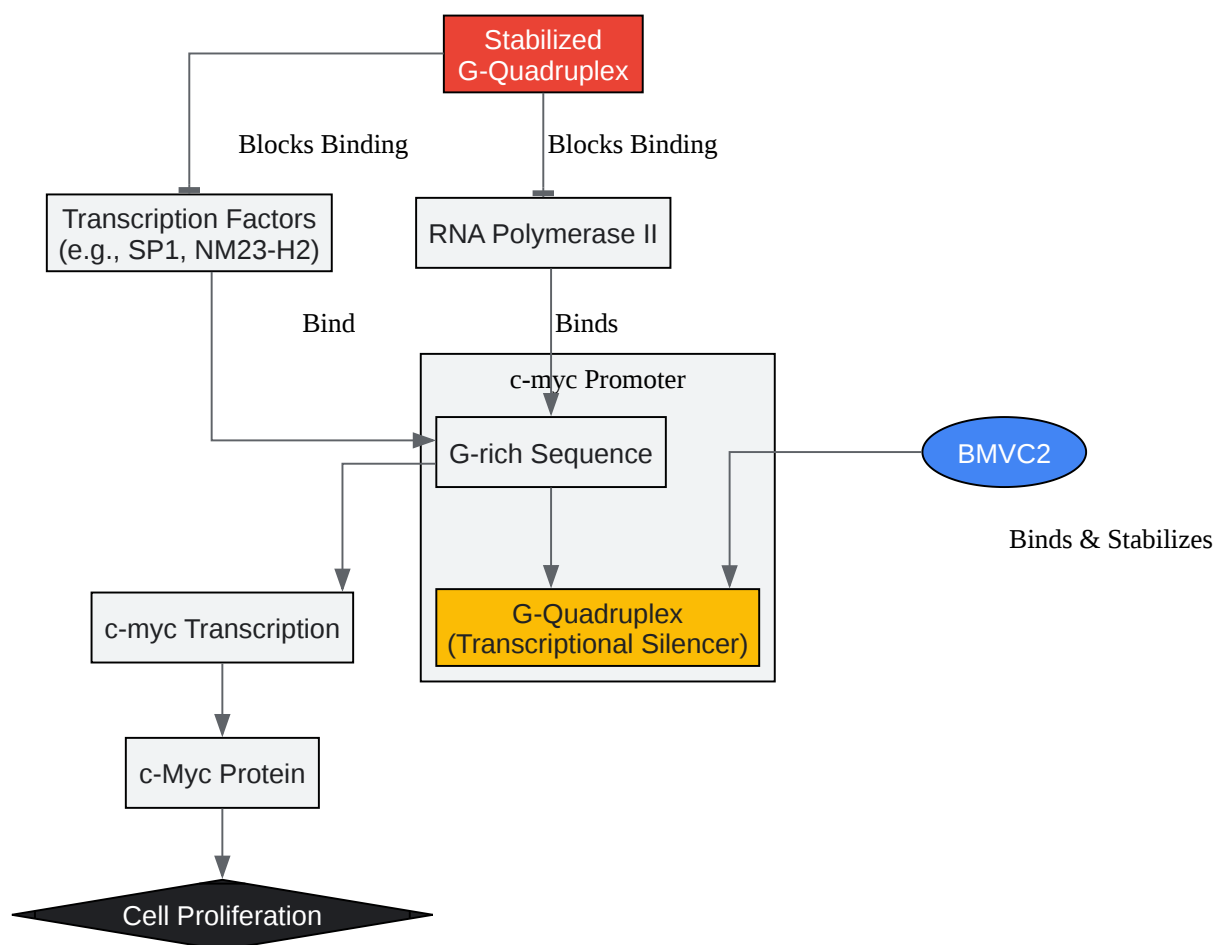 Stabilized
G-Quadruplex
Blocks Binding
Blocks Binding
Transcription Factors
(e.g., SP1, NM23-H2)
RNA Polymerase II
Bind
Binds
c-myc Promoter
G-rich Sequence
BMVC2
Binds & Stabilizes
G-Quadruplex
(Transcriptional Silencer)
c-myc Transcription
c-Myc Protein
Cell Proliferation